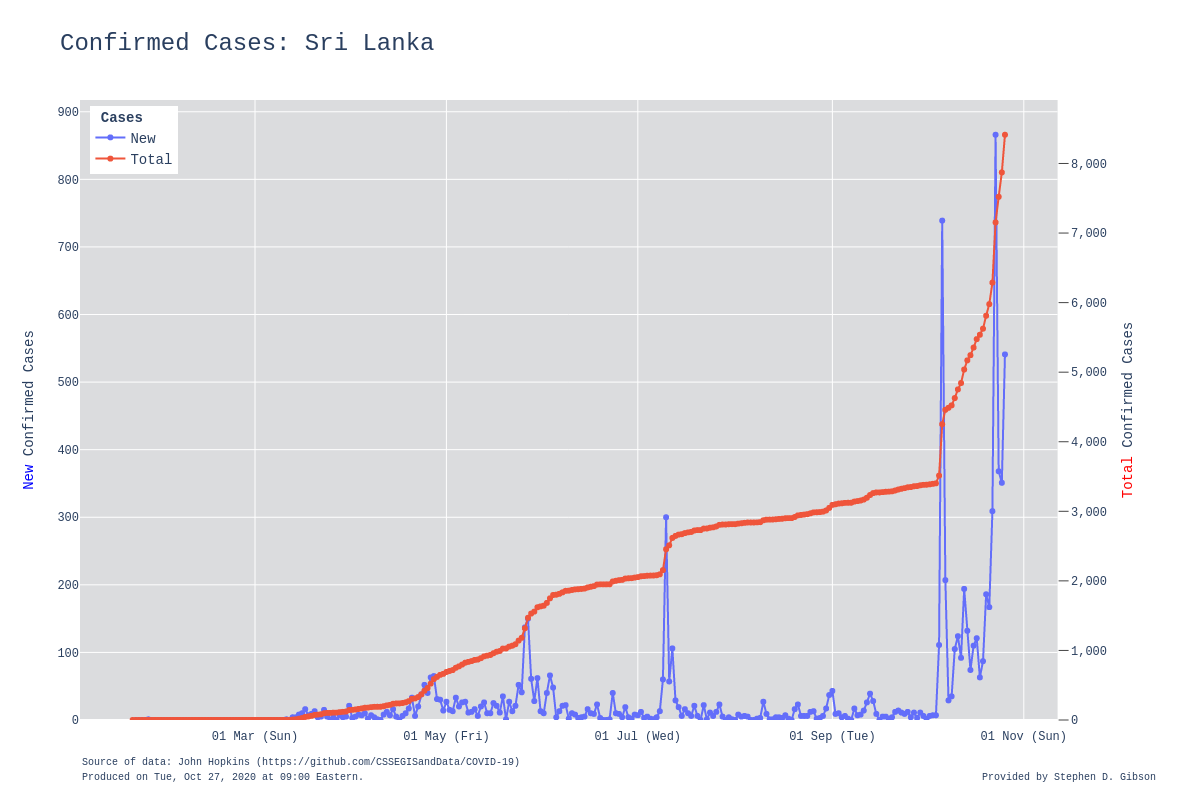 Confirmed Cases: Sri Lanka
Cases
New
Total
900
800
700
600
500
400
300
200
100
0
New Confirmed Cases
8,000
7,000
6,000
5,000
4,000
3,000
2,000
1,000
0
Total Confirmed Cases
01 Mar (Sun)
01 May (Fri)
01 Jul (Wed)
01 Sep (Tue)
01 Nov (Sun)
Source of data: John Hopkins (https://github.com/CSSEGISandData/COVID-19)
Produced on Tue, Oct 27, 2020 at 09:00 Eastern.
Provided by Stephen D. Gibson